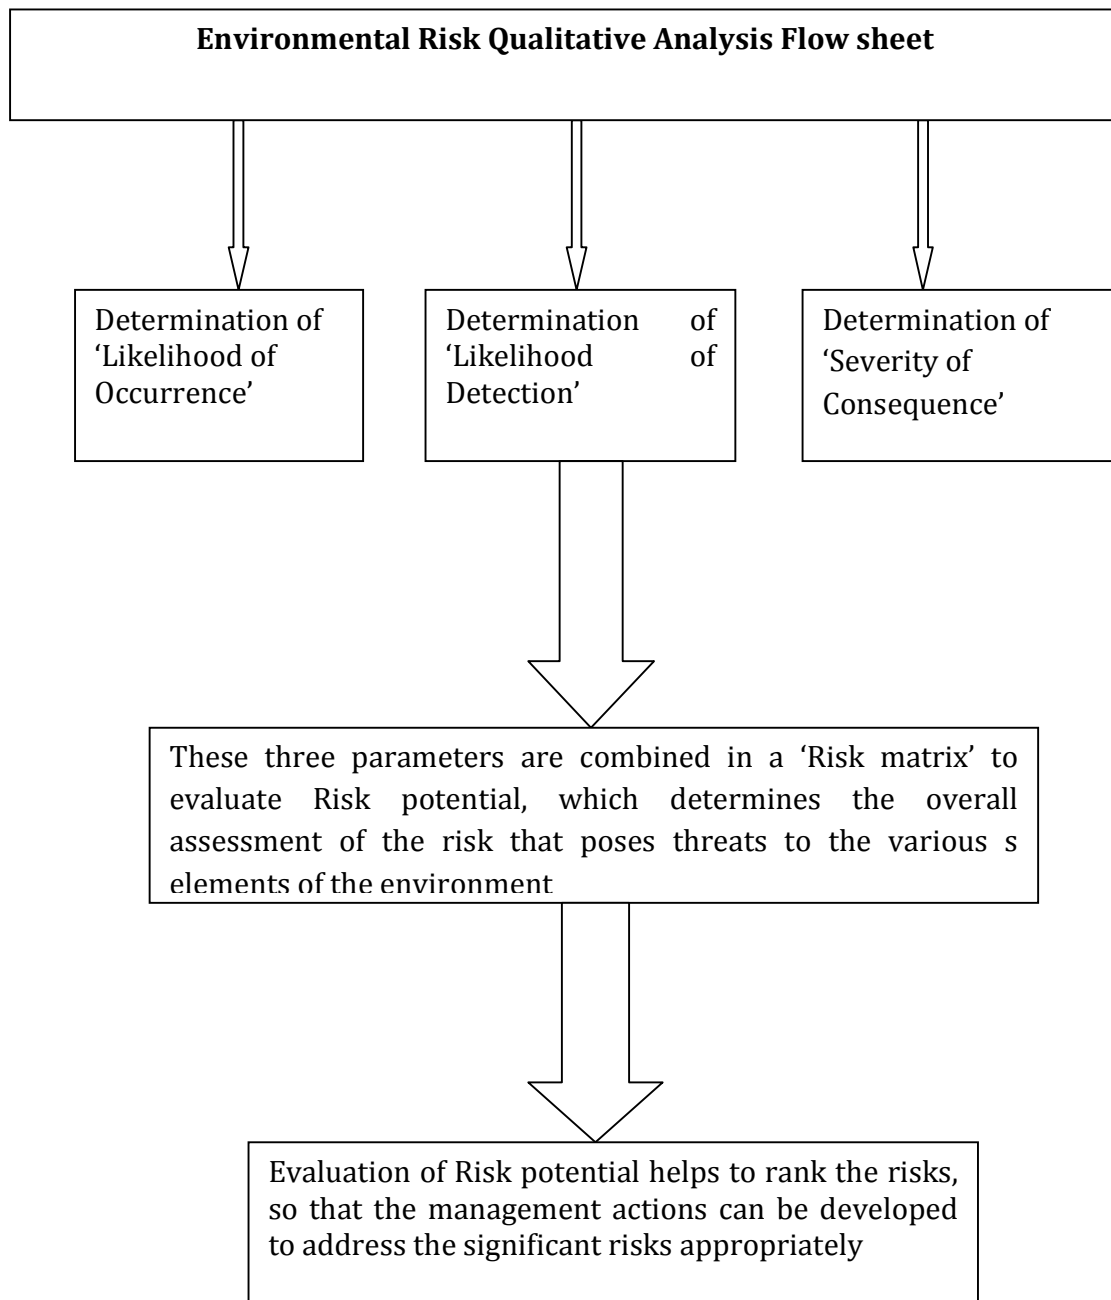 Environmental Risk Qualitative Analysis Flow sheet
Determination of
‘Likelihood of
Occurrence’
Determination of
‘Likelihood of
Detection’
Determination of
‘Severity of
Consequence’
These three parameters are combined in a ‘Risk matrix’ to
evaluate Risk potential, which determines the overall
assessment of the risk that poses threats to the various s
elements of the environment
Evaluation of Risk potential helps to rank the risks,
so that the management actions can be developed
to address the significant risks appropriately